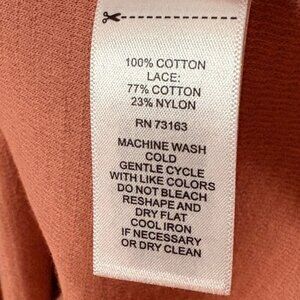 100% COTTON
LACE:
77% COTTON
23% NYLON
RN 73163
MACHINE WASH
COLD
GENTLE CYCLE
WITH LIKE COLORS
DO NOT BLEACH
RESHAPE AND
DRY FLAT
COOL IRON
IF NECESSARY
OR DRY CLEAN